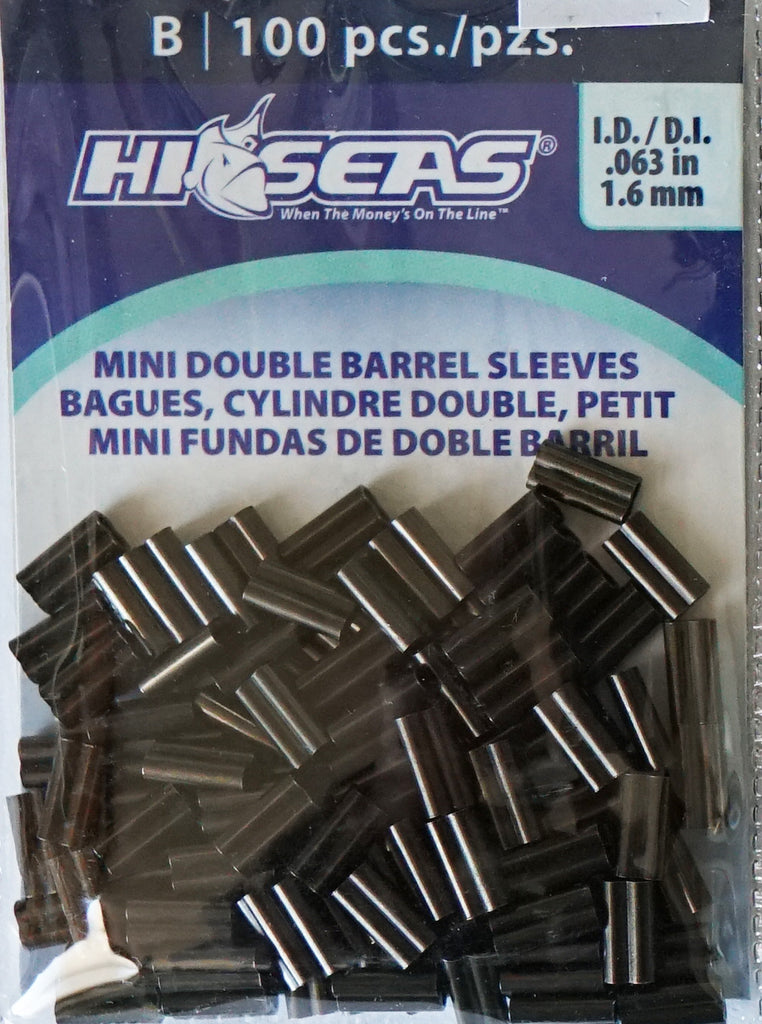 B | 100 pcs./pzs.
HI-SEAS®
When The Money's On The Line™
I.D. / D.I.
.063 in
1.6 mm
MINI DOUBLE BARREL SLEEVES
BAGUES, CYLINDRE DOUBLE, PETIT
MINI FUNDAS DE DOBLE BARRIL